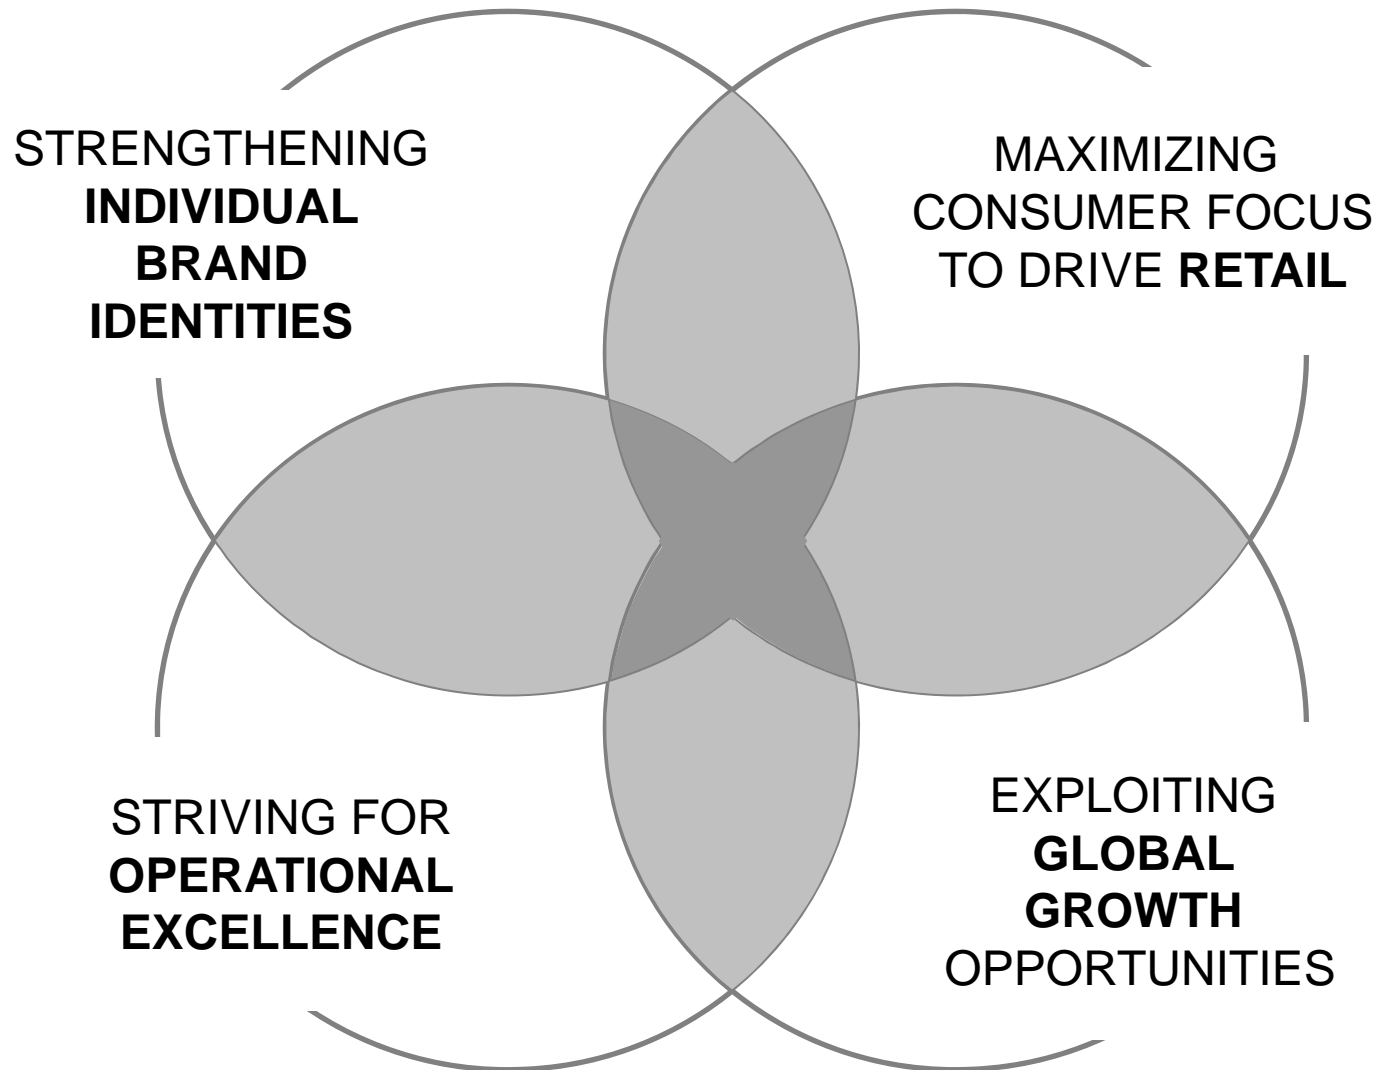 STRENGTHENING
INDIVIDUAL
BRAND
IDENTITIES
MAXIMIZING
CONSUMER FOCUS
TO DRIVE RETAIL
STRIVING FOR
OPERATIONAL
EXCELLENCE
EXPLOITING
GLOBAL
GROWTH
OPPORTUNITIES